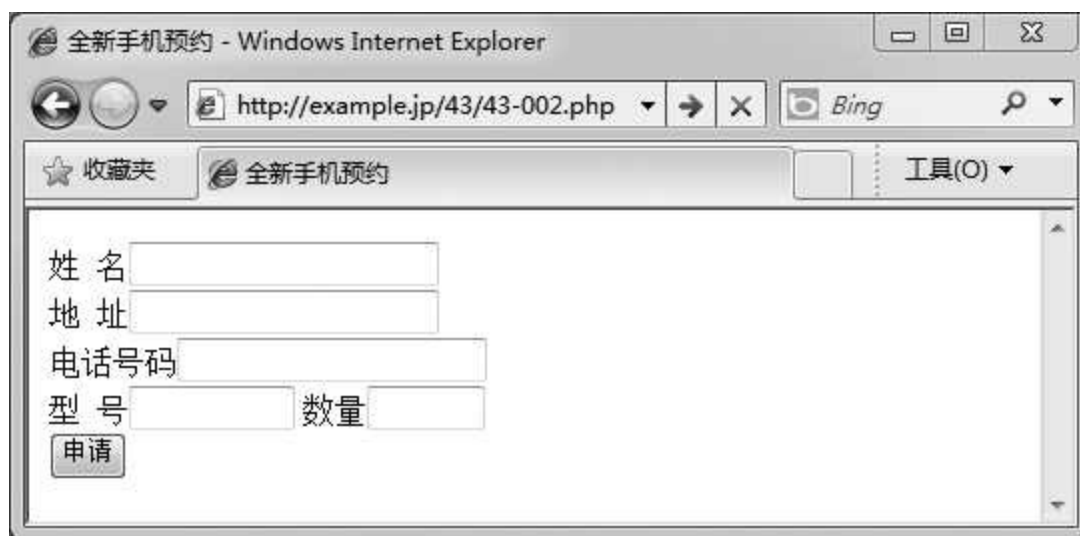 全新手机预约 - Windows Internet Explorer
http://example.jp/43/43-002.php
Bing
收藏夹
全新手机预约
工具(O)
姓 名
地 址
电话号码
型 号 数量
申请